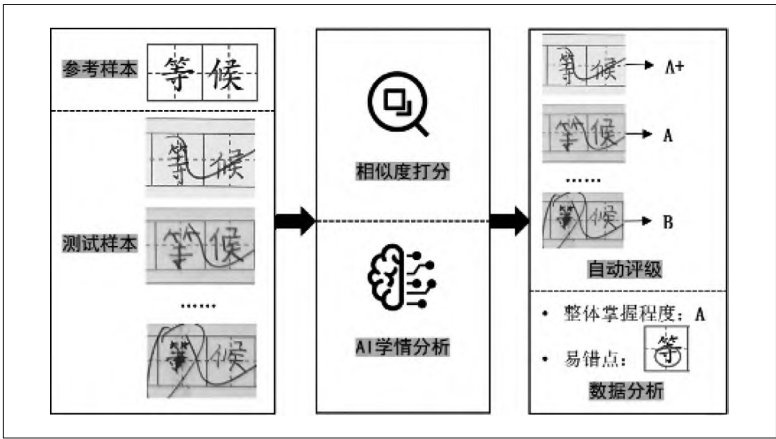 参考样本
等候
测试样本
等候
等候
……
等候
相似度打分
AI学情分析
等候 A+
等候 A
……
等候 B
自动评级
• 整体掌握程度：A
• 易错点：等
数据分析